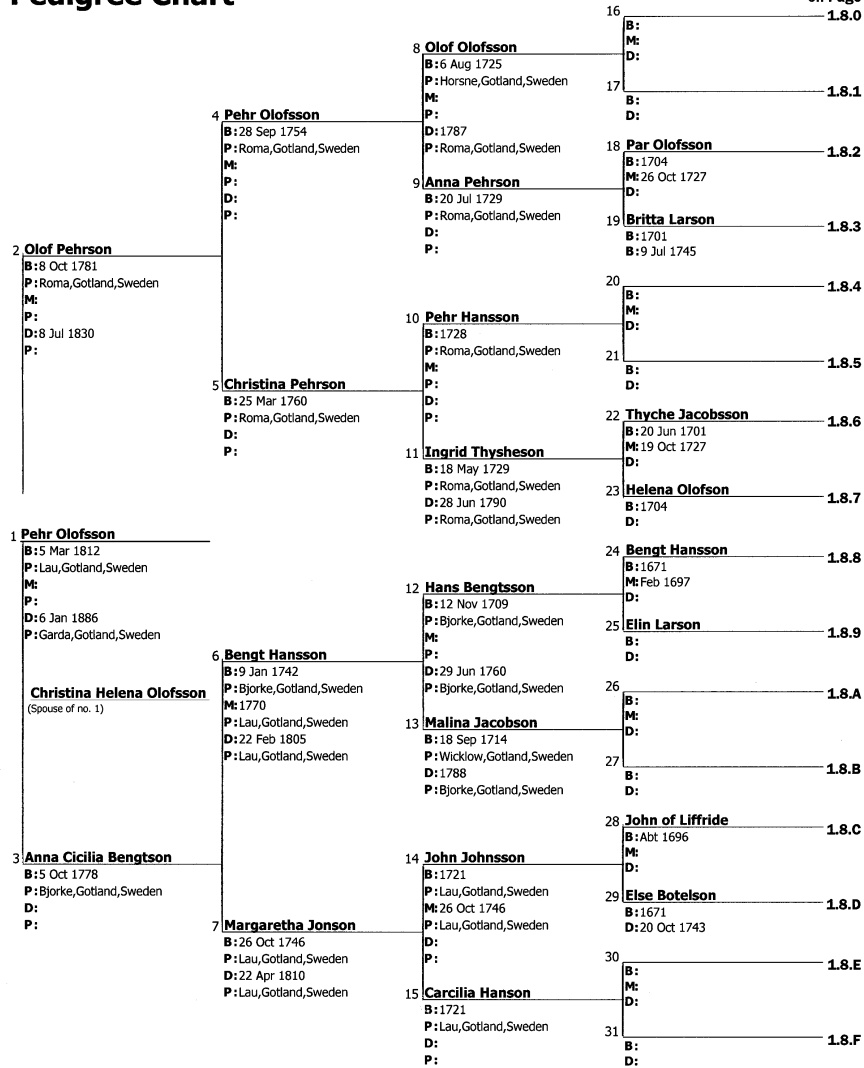 Pedigree Chart
on Page
16
1.8.0
B:
M:
D:
8 Olof Olofsson
B:6 Aug 1725
P:Horsne,Gotland,Sweden
M:
P:
D:1787
P:Roma,Gotland,Sweden
17
1.8.1
B:
D:
4 Pehr Olofsson
B:28 Sep 1754
P:Roma,Gotland,Sweden
M:
P:
D:
P:
18 Par Olofsson
1.8.2
B:1704
M:26 Oct 1727
D:
9 Anna Pehrson
B:20 Jul 1729
P:Roma,Gotland,Sweden
D:
P:
19 Britta Larson
1.8.3
B:1701
B:9 Jul 1745
2 Olof Pehrson
B:8 Oct 1781
P:Roma,Gotland,Sweden
M:
P:
D:8 Jul 1830
P:
20
1.8.4
B:
M:
D:
10 Pehr Hansson
B:1728
P:Roma,Gotland,Sweden
M:
P:
D:
P:
21
1.8.5
B:
D:
5 Christina Pehrson
B:25 Mar 1760
P:Roma,Gotland,Sweden
D:
P:
22 Thyche Jacobsson
1.8.6
B:20 Jun 1701
M:19 Oct 1727
D:
11 Ingrid Thysheson
B:18 May 1729
P:Roma,Gotland,Sweden
D:28 Jun 1790
P:Roma,Gotland,Sweden
23 Helena Olofson
1.8.7
B:1704
D:
1 Pehr Olofsson
B:5 Mar 1812
P:Lau,Gotland,Sweden
M:
P:
D:6 Jan 1886
P:Garda,Gotland,Sweden
24 Bengt Hansson
1.8.8
B:1671
M:Feb 1697
D:
12 Hans Bengtsson
B:12 Nov 1709
P:Bjorke,Gotland,Sweden
M:
P:
D:29 Jun 1760
P:Bjorke,Gotland,Sweden
25 Elin Larson
1.8.9
B:
D:
6 Bengt Hansson
B:9 Jan 1742
P:Bjorke,Gotland,Sweden
M:1770
P:Lau,Gotland,Sweden
D:22 Feb 1805
P:Lau,Gotland,Sweden
Christina Helena Olofsson
(Spouse of no. 1)
26
1.8.A
B:
M:
D:
13 Malina Jacobson
B:18 Sep 1714
P:Wicklow,Gotland,Sweden
D:1788
P:Bjorke,Gotland,Sweden
27
1.8.B
B:
D:
28 John of Liffride
1.8.C
B:Abt 1696
M:
D:
3 Anna Cicilia Bengtson
B:5 Oct 1778
P:Bjorke,Gotland,Sweden
D:
P:
14 John Johnsson
B:1721
P:Lau,Gotland,Sweden
M:26 Oct 1746
P:Lau,Gotland,Sweden
D:
P:
29 Else Botelson
1.8.D
B:1671
D:20 Oct 1743
7 Margaretha Jonson
B:26 Oct 1746
P:Lau,Gotland,Sweden
D:22 Apr 1810
P:Lau,Gotland,Sweden
30
1.8.E
B:
M:
D:
15 Carcilia Hanson
B:1721
P:Lau,Gotland,Sweden
D:
P:
31
1.8.F
B:
D: